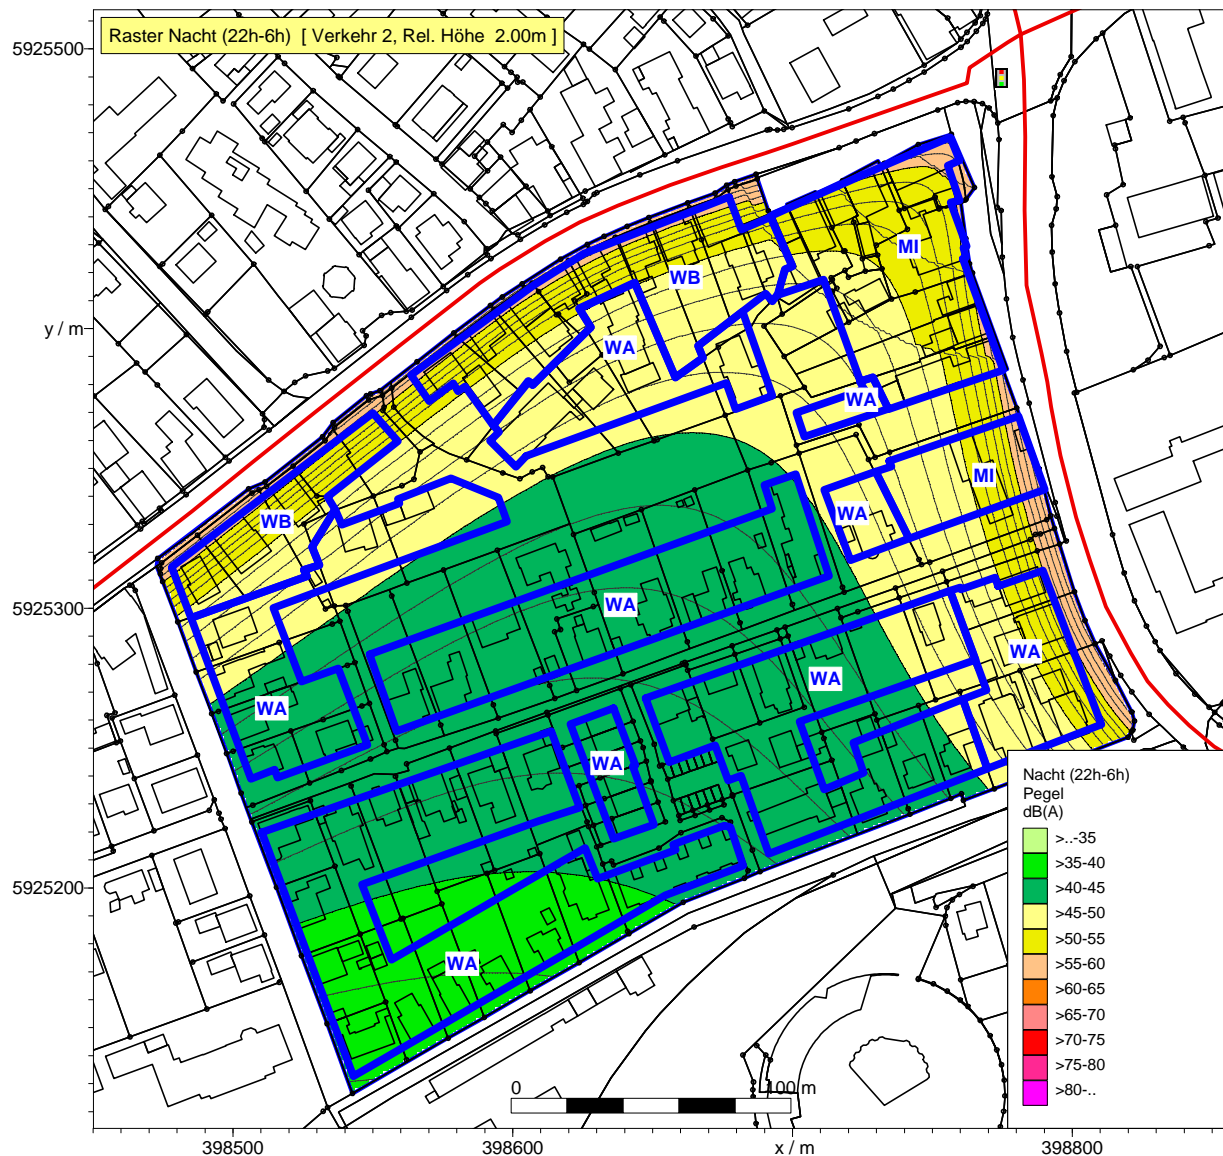 Raster Nacht (22h-6h) [ Verkehr 2, Rel. Höhe 2.00m ]
5925500
y / m
5925300
5925200
MI
WB
WA
WA
MI
WB
WA
WA
WA
WA
WA
WA
WA
Nacht (22h-6h)
Pegel
dB(A)
>..-35
>35-40
>40-45
>45-50
>50-55
>55-60
>60-65
>65-70
>70-75
>75-80
>80-..
0 100 m
398500
398600
x / m
398800